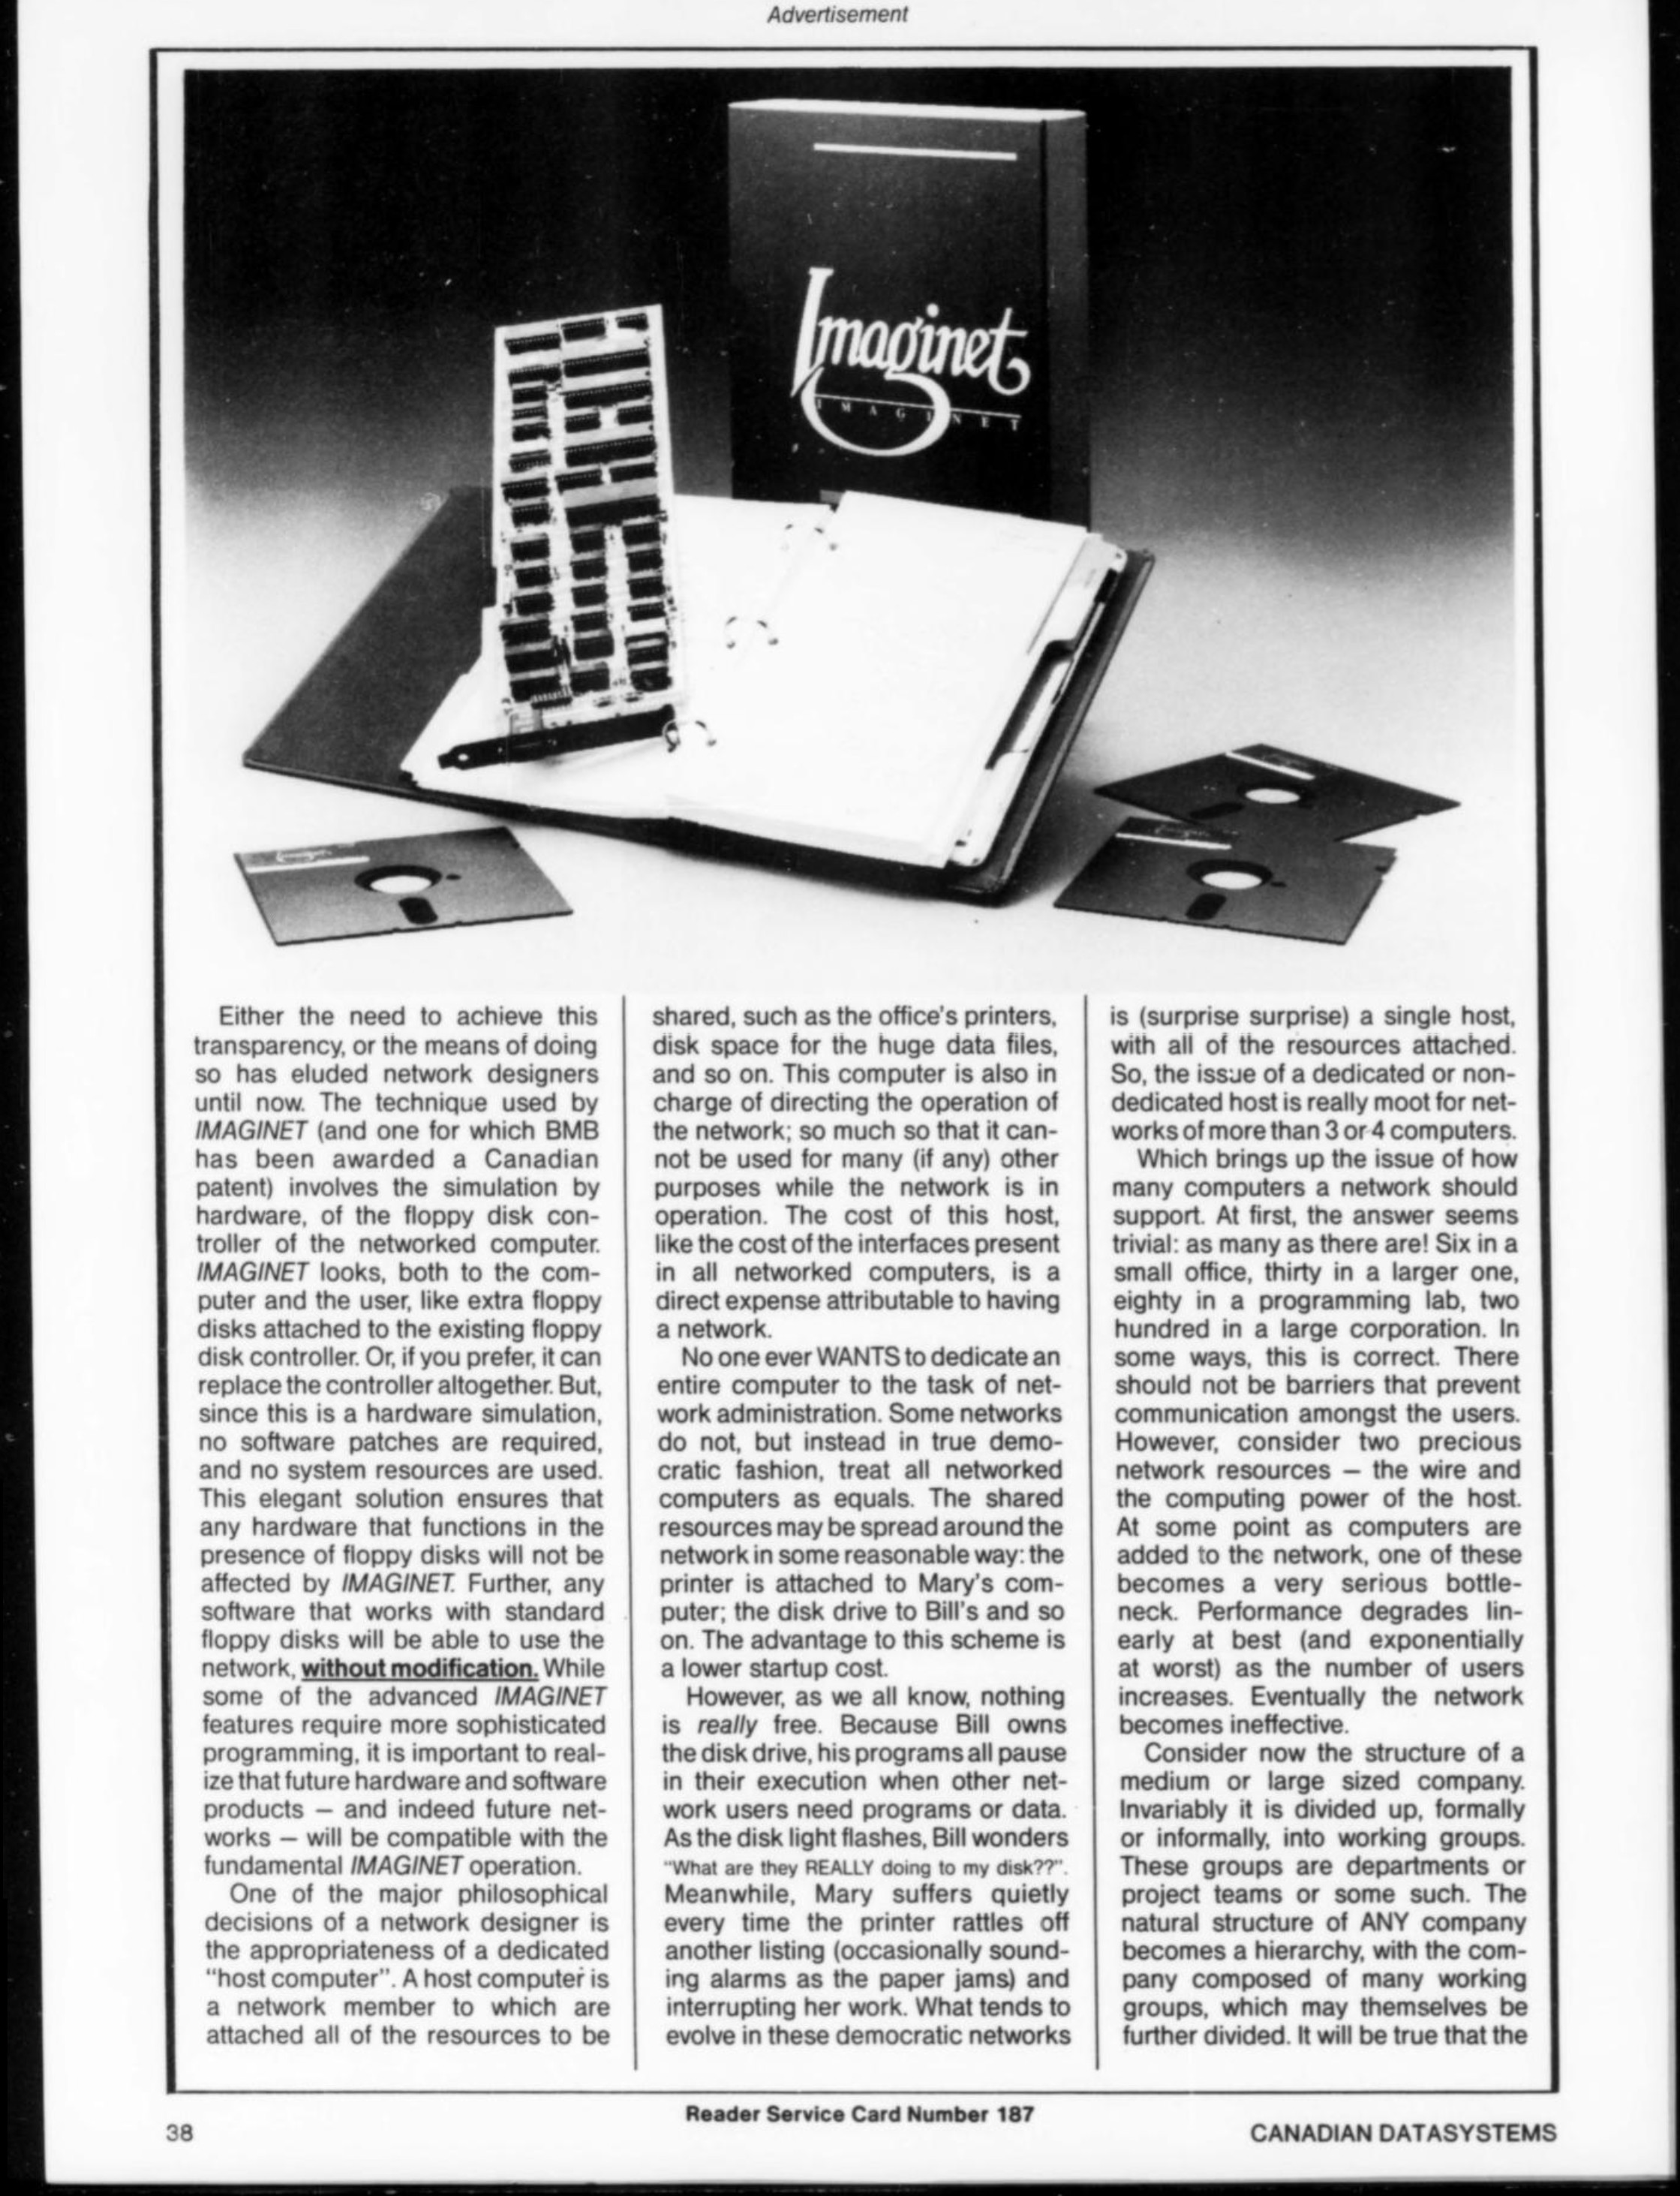 Advertisement
Imaginet
IMAGINET
Either the need to achieve this
transparency, or the means of doing
so has eluded network designers
until now. The technique used by
IMAGINET (and one for which BMB
has been awarded a Canadian
patent) involves the simulation by
hardware, of the floppy disk con-
troller of the networked computer.
IMAGINET looks, both to the com-
puter and the user, like extra floppy
disks attached to the existing floppy
disk controller. Or, if you prefer, it can
replace the controller altogether. But,
since this is a hardware simulation,
no software patches are required,
and no system resources are used.
This elegant solution ensures that
any hardware that functions in the
presence of floppy disks will not be
affected by IMAGINET. Further, any
software that works with standard
floppy disks will be able to use the
network, without modification. While
some of the advanced IMAGINET
features require more sophisticated
programming, it is important to real-
ize that future hardware and software
products — and indeed future net-
works — will be compatible with the
fundamental IMAGINET operation.
One of the major philosophical
decisions of a network designer is
the appropriateness of a dedicated
"host computer". A host computer is
a network member to which are
attached all of the resources to be
shared, such as the office's printers,
disk space for the huge data files,
and so on. This computer is also in
charge of directing the operation of
the network; so much so that it can-
not be used for many (if any) other
purposes while the network is in
operation. The cost of this host,
like the cost of the interfaces present
in all networked computers, is a
direct expense attributable to having
a network.
No one ever WANTS to dedicate an
entire computer to the task of net-
work administration. Some networks
do not, but instead in true demo-
cratic fashion, treat all networked
computers as equals. The shared
resources may be spread around the
network in some reasonable way: the
printer is attached to Mary's com-
puter; the disk drive to Bill's and so
on. The advantage to this scheme is
a lower startup cost.
However, as we all know, nothing
is really free. Because Bill owns
the disk drive, his programs all pause
in their execution when other net-
work users need programs or data.
As the disk light flashes, Bill wonders
"What are they REALLY doing to my disk??".
Meanwhile, Mary suffers quietly
every time the printer rattles off
another listing (occasionally sound-
ing alarms as the paper jams) and
interrupting her work. What tends to
evolve in these democratic networks
is (surprise surprise) a single host,
with all of the resources attached.
So, the issue of a dedicated or non-
dedicated host is really moot for net-
works of more than 3 or 4 computers.
Which brings up the issue of how
many computers a network should
support. At first, the answer seems
trivial: as many as there are! Six in a
small office, thirty in a larger one,
eighty in a programming lab, two
hundred in a large corporation. In
some ways, this is correct. There
should not be barriers that prevent
communication amongst the users.
However, consider two precious
network resources — the wire and
the computing power of the host.
At some point as computers are
added to the network, one of these
becomes a very serious bottle-
neck. Performance degrades lin-
early at best (and exponentially
at worst) as the number of users
increases. Eventually the network
becomes ineffective.
Consider now the structure of a
medium or large sized company.
Invariably it is divided up, formally
or informally, into working groups.
These groups are departments or
project teams or some such. The
natural structure of ANY company
becomes a hierarchy, with the com-
pany composed of many working
groups, which may themselves be
further divided. It will be true that the
Reader Service Card Number 187
38
CANADIAN DATASYSTEMS